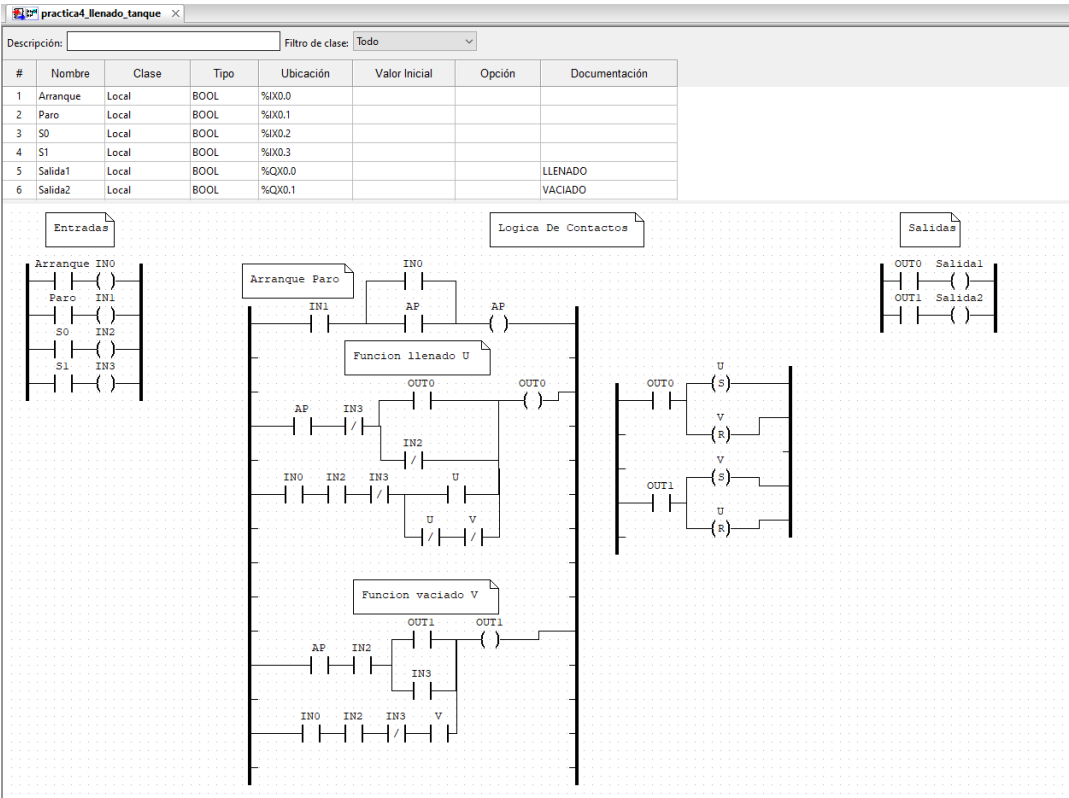 practica4_llenado_tanque
Descripción: Filtro de clase: Todo
# Nombre Clase Tipo Ubicación Valor Inicial Opción Documentación
1 Arranque Local BOOL %IX0.0
2 Paro Local BOOL %IX0.1
3 S0 Local BOOL %IX0.2
4 S1 Local BOOL %IX0.3
5 Salida1 Local BOOL %QX0.0 LLENADO
6 Salida2 Local BOOL %QX0.1 VACIADO
Entradas
Arranque IN0
Paro IN1
S0 IN2
S1 IN3
Logica De Contactos
Arranque Paro
IN0
IN1 AP AP
Funcion llenado U
OUT0 OUT0
AP IN3
IN2
IN0 IN2 IN3 U
U V
Funcion vaciado V
OUT1 OUT1
AP IN2
IN3
IN0 IN2 IN3 V
U
OUT0 S
V
R
V
S
OUT1
U
R
Salidas
OUT0 Salida1
OUT1 Salida2